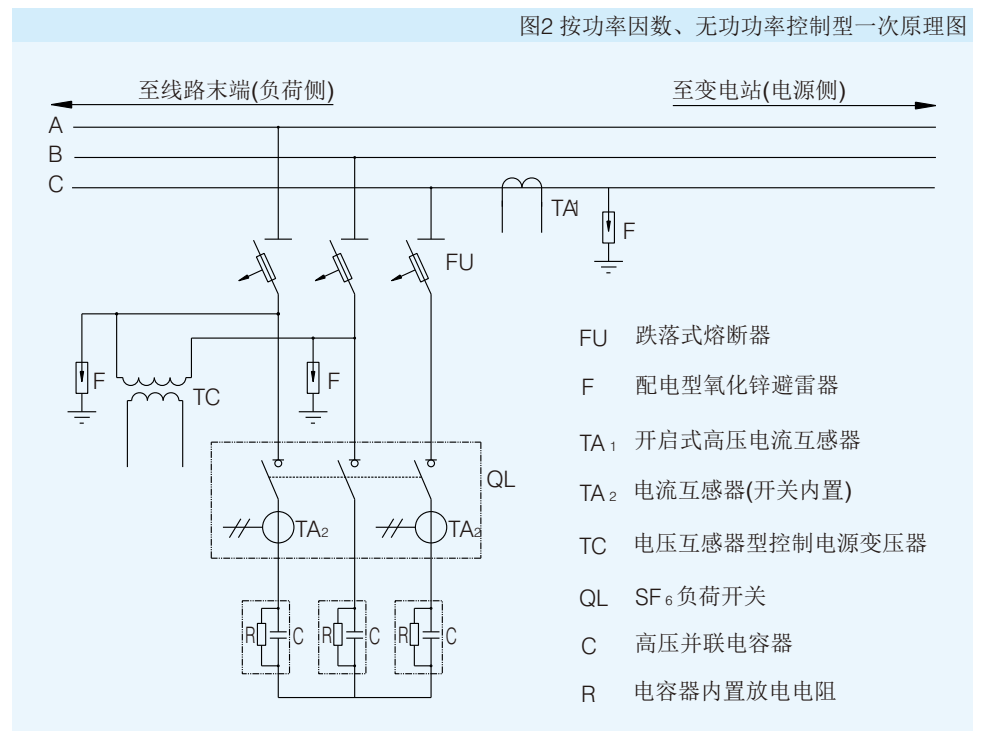 图2 按功率因数、无功功率控制型一次原理图
至线路末端(负荷侧)
至变电站(电源侧)
A
B
C
TA1
F
FU
F
TC
F
QL
TA2
TA2
R
C
R
C
R
C
FU 跌落式熔断器
F 配电型氧化锌避雷器
TA1 开启式高压电流互感器
TA2 电流互感器(开关内置)
TC 电压互感器型控制电源变压器
QL SF6负荷开关
C 高压并联电容器
R 电容器内置放电电阻